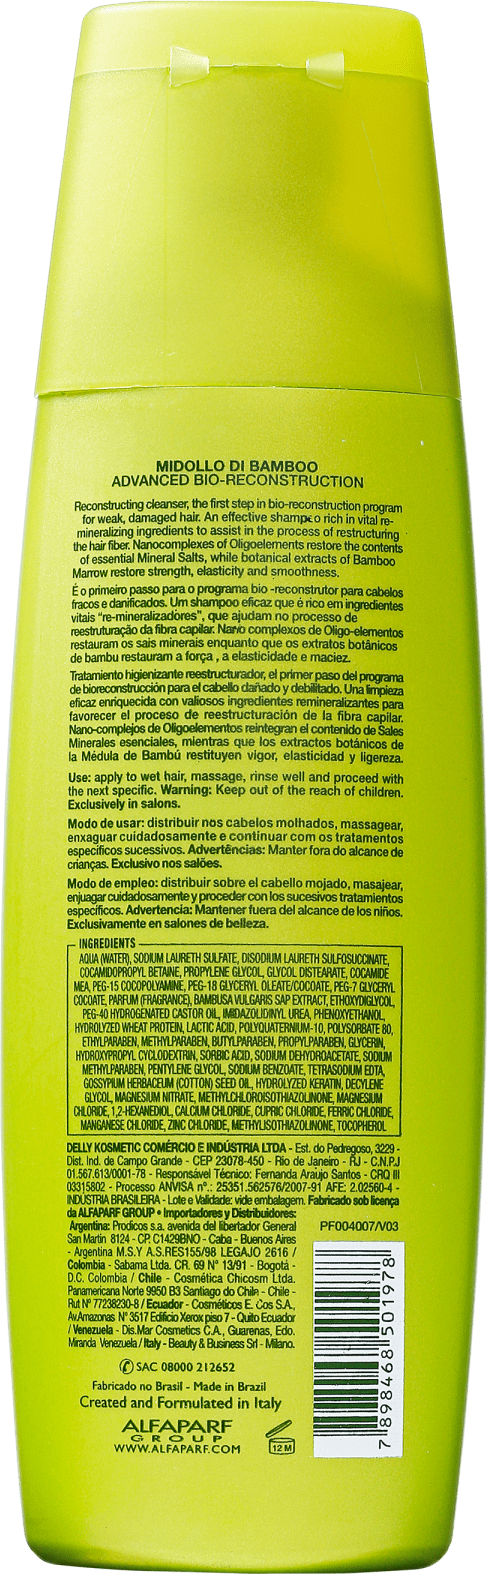 MIDOLLO DI BAMBOO
ADVANCED BIO-RECONSTRUCTION
Reconstructing cleanser, the first step in bio-reconstruction program
for weak, damaged hair. An effective shampoo rich in vital re-
mineralizing ingredients to assist in the process of restructuring
the hair fiber. Nanocomplexes of Oligoelements restore the contents
of essential Mineral Salts, while botanical extracts of Bamboo
Marrow restore strength, elasticity and smoothness.
É o primeiro passo para o programa bio -reconstrutor para cabelos
fracos e danificados. Um shampoo eficaz que é rico em ingredientes
vitais "re-mineralizadores", que ajudam no processo de
reestruturação da fibra capilar. Nano complexos de Oligo-elementos
restauram os sais minerais enquanto que os extratos botânicos
de bambu restauram a força , a elasticidade e maciez.
Tratamiento higienizante reestructurador, el primer paso del programa
de bioreconstrucción para el cabello dañado y debilitado. Una limpieza
eficaz enriquecida con valiosos ingredientes remineralizantes para
favorecer el proceso de reestructuración de la fibra capilar.
Nano-complejos de Oligoelementos reintegran el contenido de Sales
Minerales esenciales, mientras que los extractos botánicos de
la Médula de Bambú restituyen vigor, elasticidad y ligereza.
Use: apply to wet hair, massage, rinse well and proceed with
the next specific. Warning: Keep out of the reach of children.
Exclusively in salons.
Modo de usar: distribuir nos cabelos molhados, massagear,
enxaguar cuidadosamente e continuar com os tratamentos
específicos sucessivos. Advertências: Manter fora do alcance de
crianças. Exclusivo nos salões.
Modo de empleo: distribuir sobre el cabello mojado, masajear,
enjuagar cuidadosamente y proceder con los sucesivos tratamientos
específicos. Advertencia: Mantener fuera del alcance de los niños.
Exclusivamente en salones de belleza.
INGREDIENTS
AQUA (WATER), SODIUM LAURETH SULFATE, DISODIUM LAURETH SULFOSUCCINATE,
COCAMIDOPROPYL BETAINE, PROPYLENE GLYCOL, GLYCOL DISTEARATE, COCAMIDE
MEA, PEG-15 COCOPOLYAMINE, PEG-18 GLYCERYL OLEATE/COCOATE, PEG-7 GLYCERYL
COCOATE, PARFUM (FRAGRANCE), BAMBUSA VULGARIS SAP EXTRACT, ETHOXYDIGLYCOL,
PEG-40 HYDROGENATED CASTOR OIL, IMIDAZOLIDINYL UREA, PHENOXYETHANOL,
HYDROLYZED WHEAT PROTEIN, LACTIC ACID, POLYQUATERNIUM-10, POLYSORBATE 80,
ETHYLPARABEN, METHYLPARABEN, BUTYLPARABEN, PROPYLPARABEN, GLYCERIN,
HYDROXYPROPYL CYCLODEXTRIN, SORBIC ACID, SODIUM DEHYDROACETATE, SODIUM
METHYLPARABEN, PENTYLENE GLYCOL, SODIUM BENZOATE, TETRASODIUM EDTA,
GOSSYPIUM HERBACEUM (COTTON) SEED OIL, HYDROLYZED KERATIN, DECYLENE
GLYCOL, MAGNESIUM NITRATE, METHYLCHLOROISOTHIAZOLINONE, MAGNESIUM
CHLORIDE, 1,2-HEXANEDIOL, CALCIUM CHLORIDE, CUPRIC CHLORIDE, FERRIC CHLORIDE,
MANGANESE CHLORIDE, ZINC CHLORIDE, METHYLISOTHIAZOLINONE, TOCOPHEROL
DELLY KOSMETIC COMÉRCIO E INDÚSTRIA LTDA - Est. do Pedregoso, 3229 -
Dist. Ind. de Campo Grande - CEP 23078-450 - Rio de Janeiro - RJ - C.N.P.J
01.567.613/0001-78 - Responsável Técnico: Fernanda Araújo Santos - CRQ III
03315802 - Processo ANVISA nº.: 25351.562576/2007-91 AFE: 2.02560-4 -
INDÚSTRIA BRASILEIRA - Lote e Validade: vide embalagem. Fabricado sob licença
da ALFAPARF GROUP • Importadores y Distribuidores:
Argentina: Prodicos s.a. avenida del libertador General
San Martin 8124 - CP. C1429BNO - Caba - Buenos Aires
- Argentina M.S.Y A.S.RES155/98 LEGAJO 2616 /
Colombia - Sabama Ltda. CR. 69 Nº 13/91 - Bogotá -
D.C. Colombia / Chile - Cosmética Chicosm Ltda.
Panamericana Norte 9950 B3 Santiago do Chile - Chile -
Rut Nº 77238230-8 / Ecuador - Cosméticos E. Cos S.A.,
Av.Amazonas Nº 3517 Edificio Xerox piso 7 - Quito Ecuador
/ Venezuela - Dis.Mar Cosmetics C.A., Guarenas, Edo.
Miranda Venezuela / Italy - Beauty & Business Srl - Milano.
PF004007/V03
SAC 08000 212652
Fabricado no Brasil - Made in Brazil
Created and Formulated in Italy
ALFAPARF
GROUP
WWW.ALFAPARF.COM
12 M
7 898468 501978